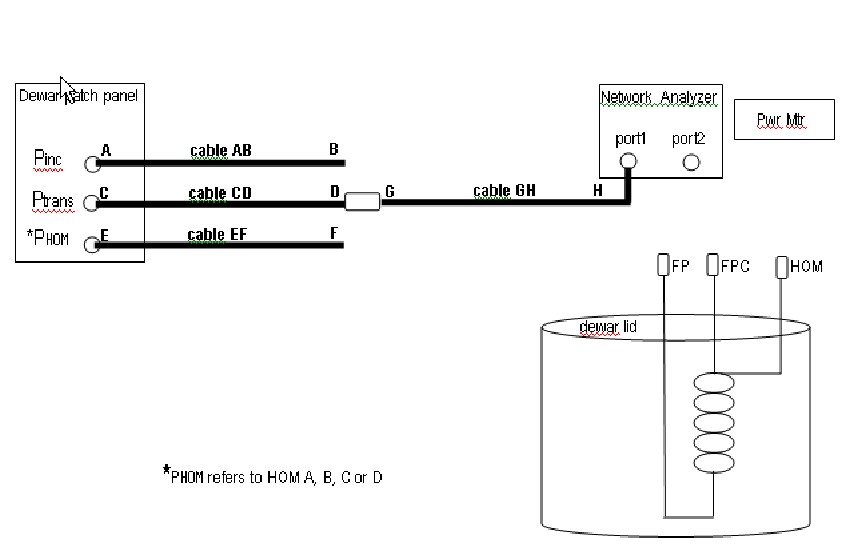 Dewar patch panel
Network Analyzer
Pwr Mtr
port1 port2
Pinc A cable AB B
Ptrans C cable CD D G cable GH H
*PHOM E cable EF F
FP FPC HOM
dewar lid
*PHOM refers to HOM A, B, C or D